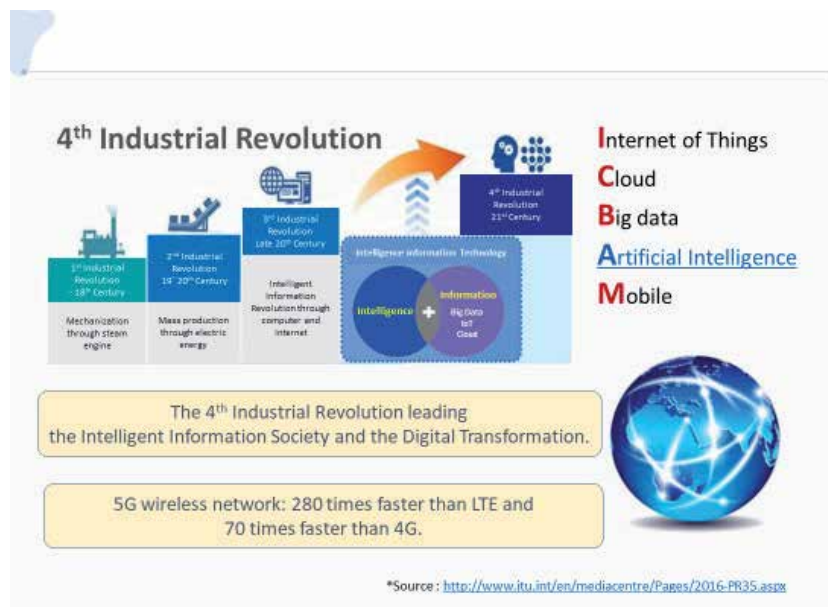 4th Industrial Revolution
1st Industrial
Revolution
~ 18th Century
Mechanization
through steam
engine
2nd Industrial
Revolution
19~20th Century
Mass production
through electric
energy
3rd Industrial
Revolution
Late 20th Century
Intelligent
Information
Revolution through
computer and
Internet
4th Industrial
Revolution
21st Century
Intelligence Information Technology
Intelligence
+
Information
Big Data
IoT
Cloud
Internet of Things
Cloud
Big data
Artificial Intelligence
Mobile
The 4th Industrial Revolution leading
the Intelligent Information Society and the Digital Transformation.
5G wireless network: 280 times faster than LTE and
70 times faster than 4G.
*Source : http://www.itu.int/en/mediacentre/Pages/2016-PR35.aspx